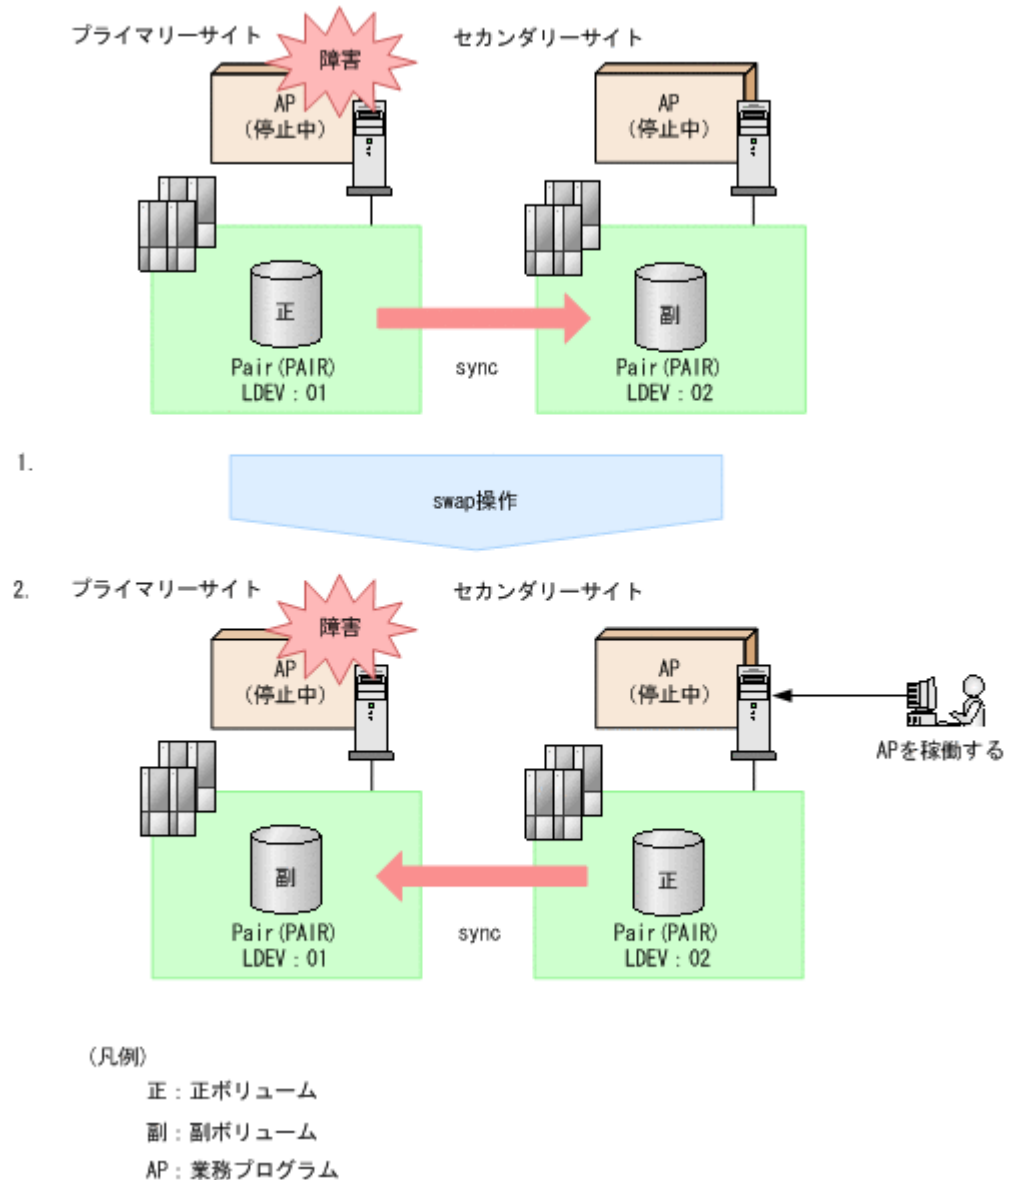 プライマリーサイト
セカンダリーサイト
障害
AP
(停止中)
AP
(停止中)
正
副
Pair(PAIR)
LDEV:01
sync
Pair(PAIR)
LDEV:02
1.
swap操作
2.
プライマリーサイト
セカンダリーサイト
障害
AP
(停止中)
AP
(停止中)
APを稼働する
副
正
Pair(PAIR)
LDEV:01
sync
Pair(PAIR)
LDEV:02
(凡例)
正:正ボリューム
副:副ボリューム
AP:業務プログラム